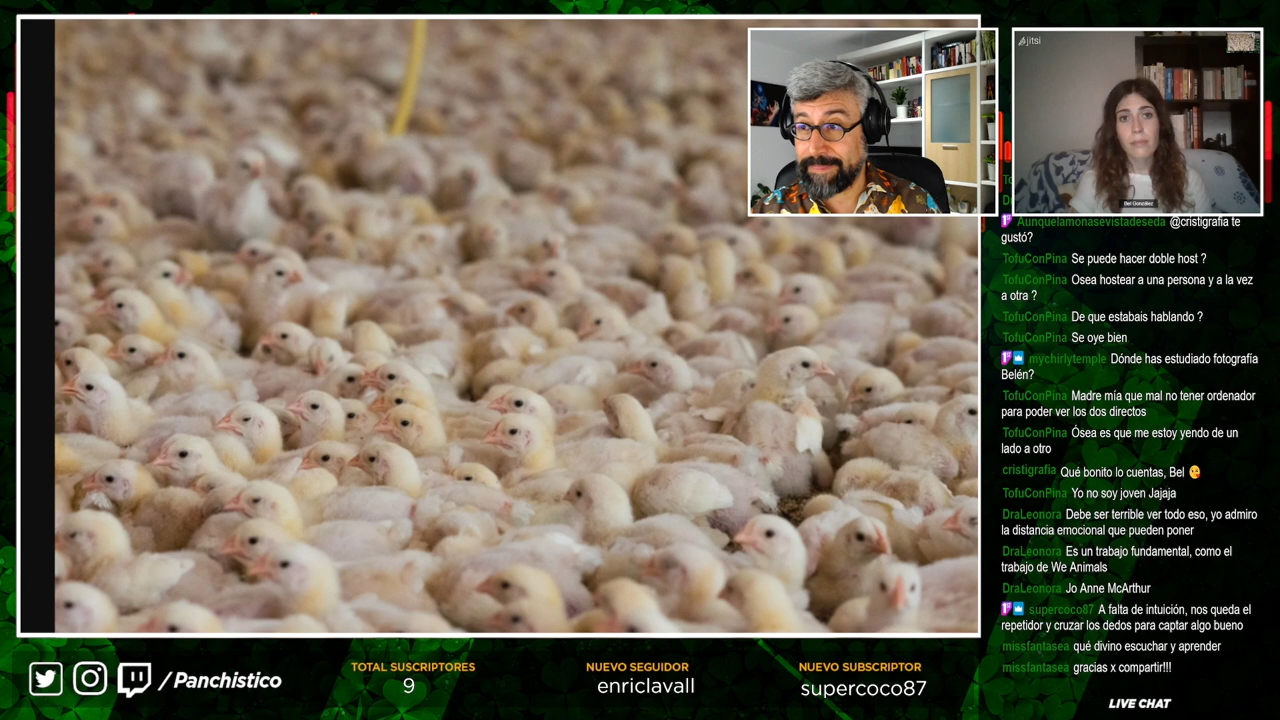 jitsi
Bel González
Aunquelamonasevistadeseda @cristigrafia te
gustó?
TofuConPina Se puede hacer doble host ?
TofuConPina Osea hostear a una persona y a la vez
a otra ?
TofuConPina De que estabais hablando ?
TofuConPina Se oye bien
mychirlytemple Dónde has estudiado fotografía
Belén?
TofuConPina Madre mía que mal no tener ordenador
para poder ver los dos directos
TofuConPina Ósea es que me estoy yendo de un
lado a otro
cristigrafia Qué bonito lo cuentas, Bel 😘
TofuConPina Yo no soy joven Jajaja
DraLeonora Debe ser terrible ver todo eso, yo admiro
la distancia emocional que pueden poner
DraLeonora Es un trabajo fundamental, como el
trabajo de We Animals
DraLeonora Jo Anne McArthur
supercoco87 A falta de intuición, nos queda el
repetidor y cruzar los dedos para captar algo bueno
missfantasea qué divino escuchar y aprender
missfantasea gracias x compartir!!!
LIVE CHAT
/Panchistico
TOTAL SUSCRIPTORES
9
NUEVO SEGUIDOR
enriclavall
NUEVO SUBSCRIPTOR
supercoco87